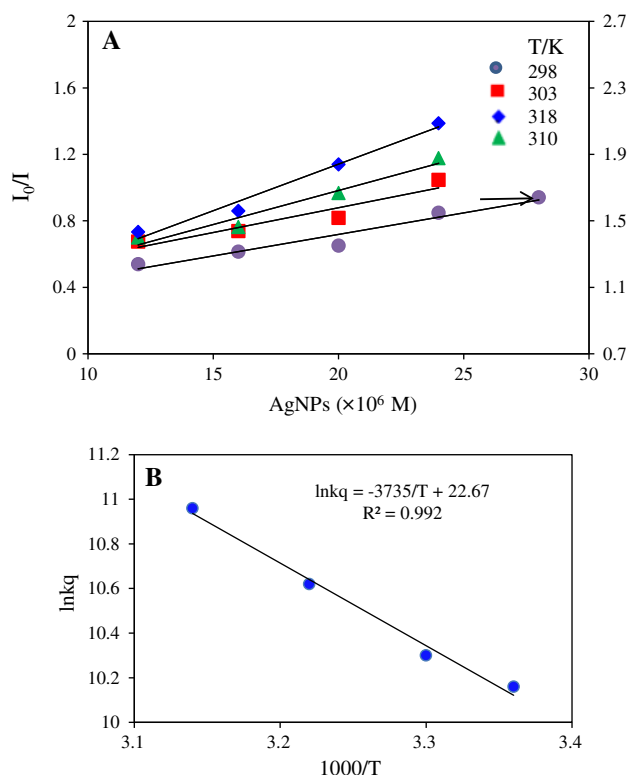 A
T/K
298
303
318
310
I₀/I
2
1.6
1.2
0.8
0.4
0
2.7
2.3
1.9
1.5
1.1
0.7
10 15 20 25 30
AgNPs (×10⁶ M)
B
lnkq = -3735/T + 22.67
R² = 0.992
lnkq
11.2
11
10.8
10.6
10.4
10.2
10
3.1 3.2 3.3 3.4
1000/T